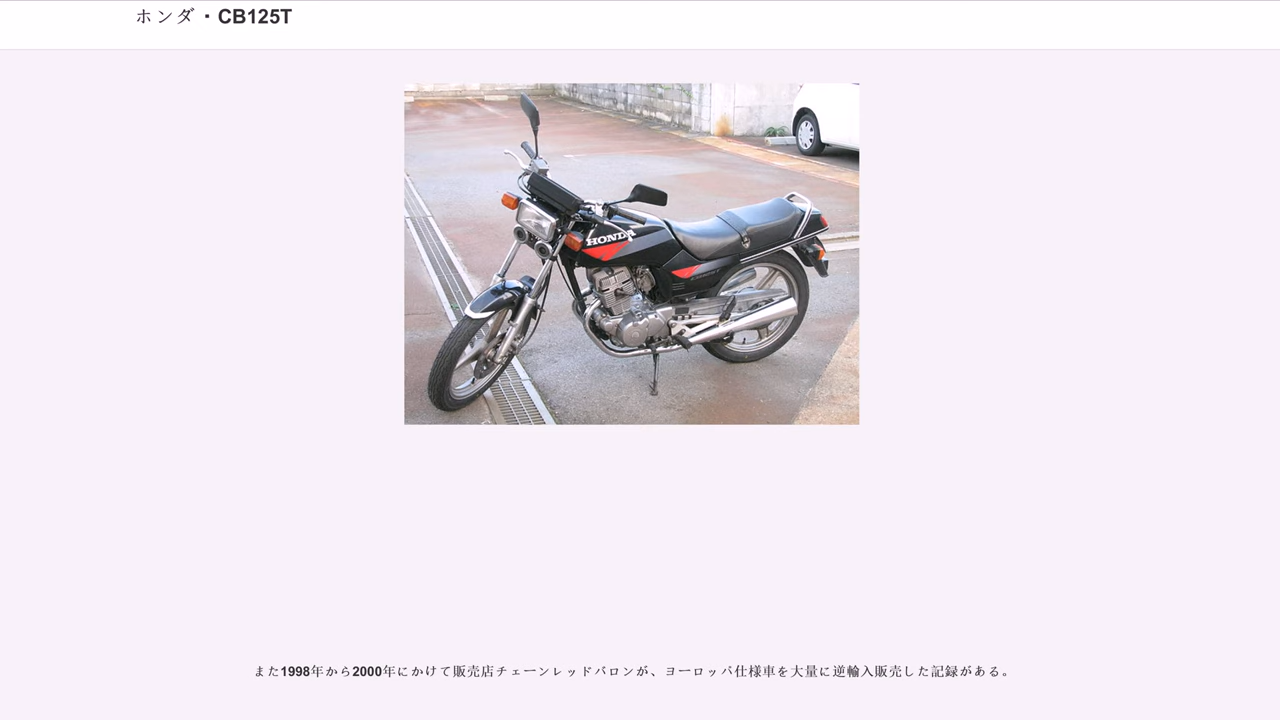 ホンダ・CB125T
HONDA
また1998年から2000年にかけて販売店チェーンレッドバロンが、ヨーロッパ仕様車を大量に逆輸入販売した記録がある。